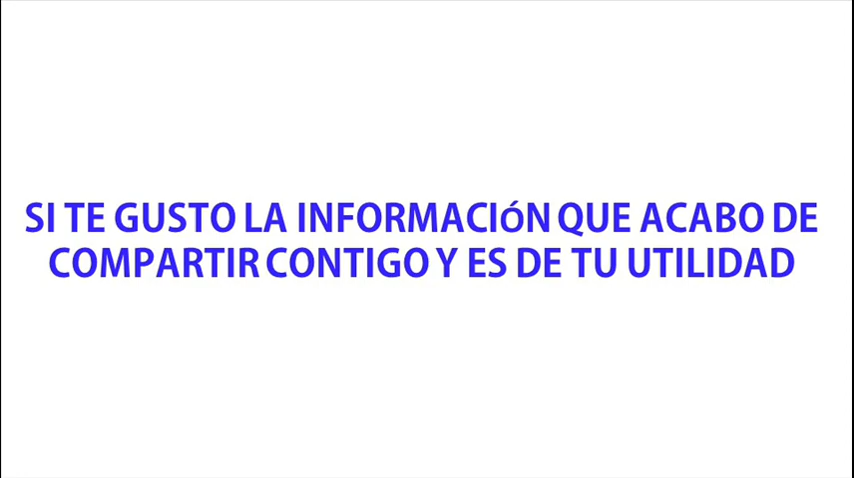 SI TE GUSTO LA INFORMACIÓN QUE ACABO DE
COMPARTIR CONTIGO Y ES DE TU UTILIDAD